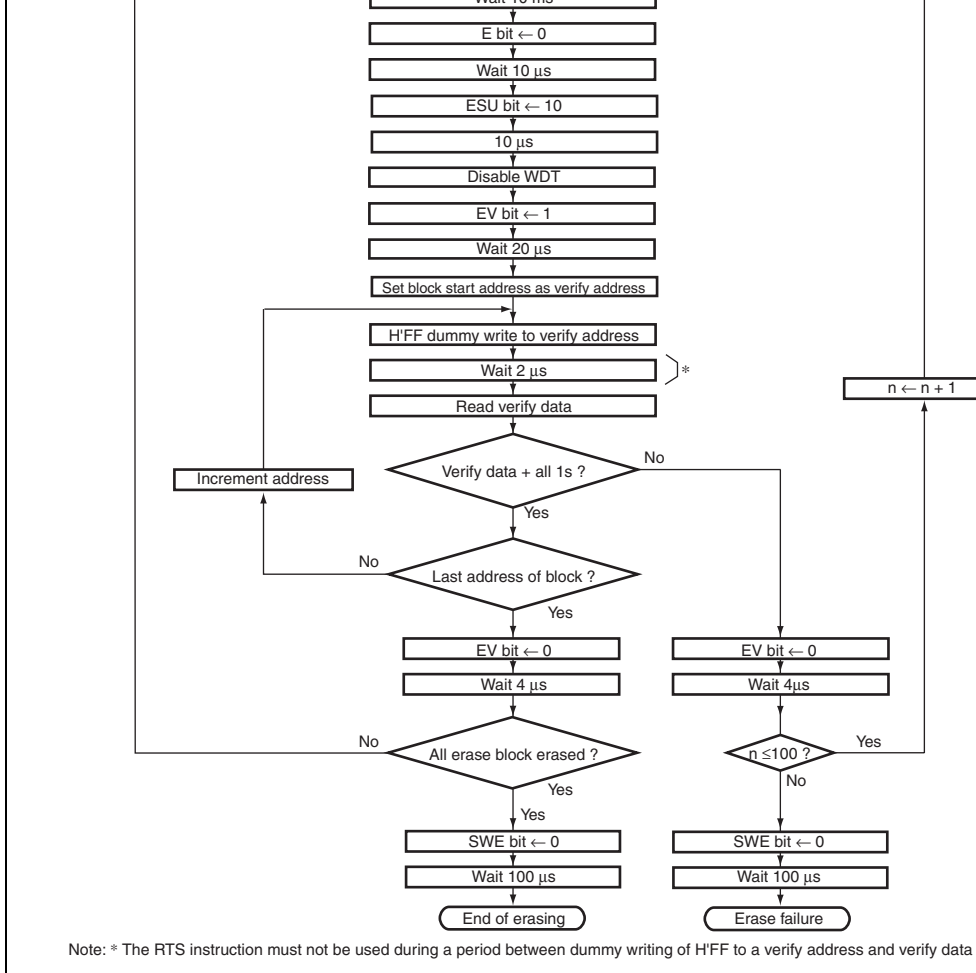 Wait 10 ms
E bit ← 0
Wait 10 μs
ESU bit ← 10
10 μs
Disable WDT
EV bit ← 1
Wait 20 μs
Set block start address as verify address
H'FF dummy write to verify address
Wait 2 μs
*
n ← n + 1
Read verify data
Verify data + all 1s ?
No
Increment address
Yes
No
Last address of block ?
Yes
EV bit ← 0
EV bit ← 0
Wait 4 μs
Wait 4μs
No
All erase block erased ?
n ≤100 ?
Yes
Yes
No
Yes
SWE bit ← 0
SWE bit ← 0
Wait 100 μs
Wait 100 μs
End of erasing
Erase failure
Note: * The RTS instruction must not be used during a period between dummy writing of H'FF to a verify address and verify data